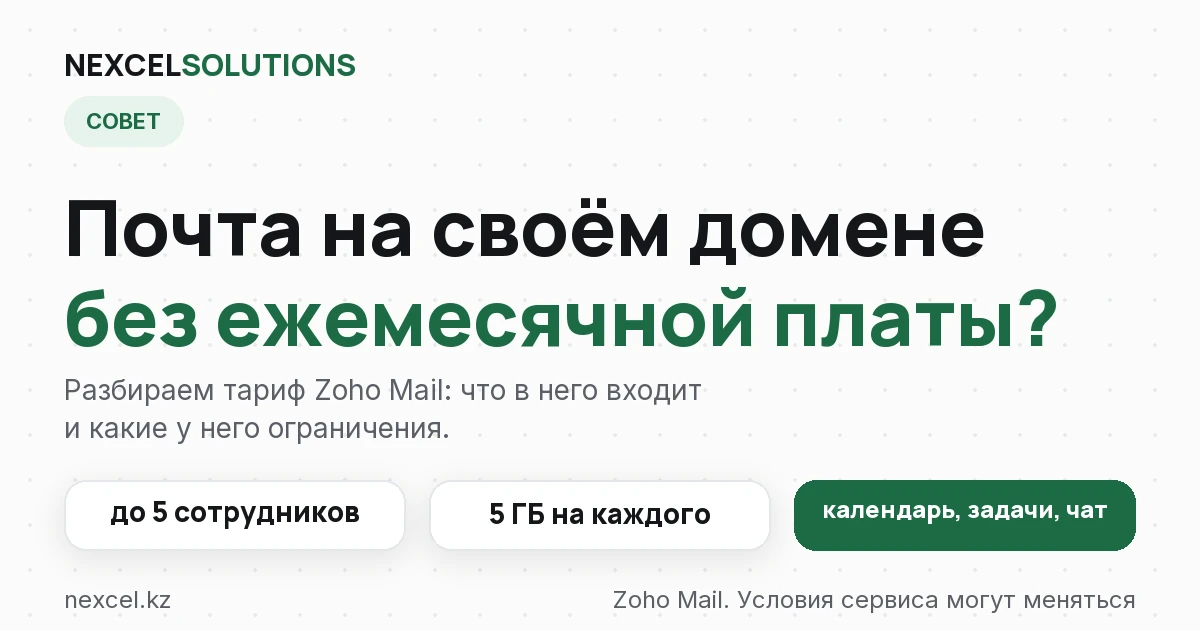 NEXCELSOLUTIONS
СОВЕТ
Почта на своём домене
без ежемесячной платы?
Разбираем тариф Zoho Mail: что в него входит
и какие у него ограничения.
до 5 сотрудников
5 ГБ на каждого
календарь, задачи, чат
nexcel.kz
Zoho Mail. Условия сервиса могут меняться